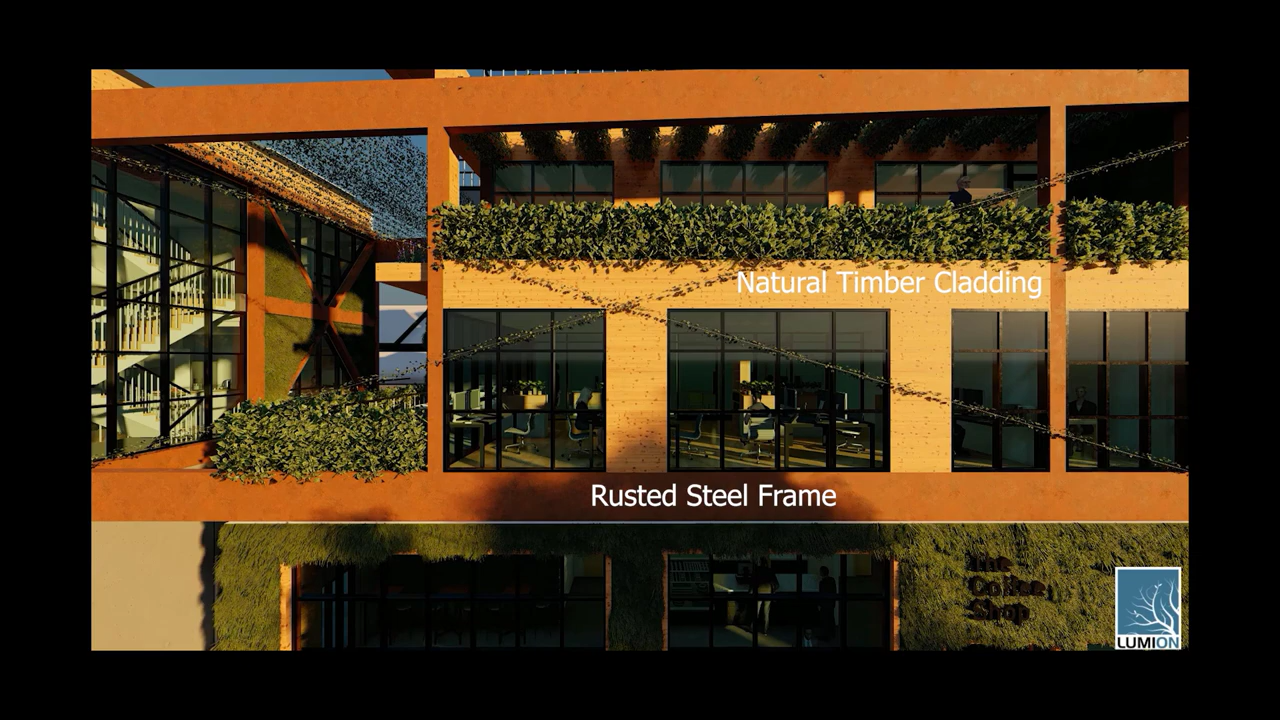 Natural Timber Cladding
Rusted Steel Frame
The
Coffee
Shop
LUMION